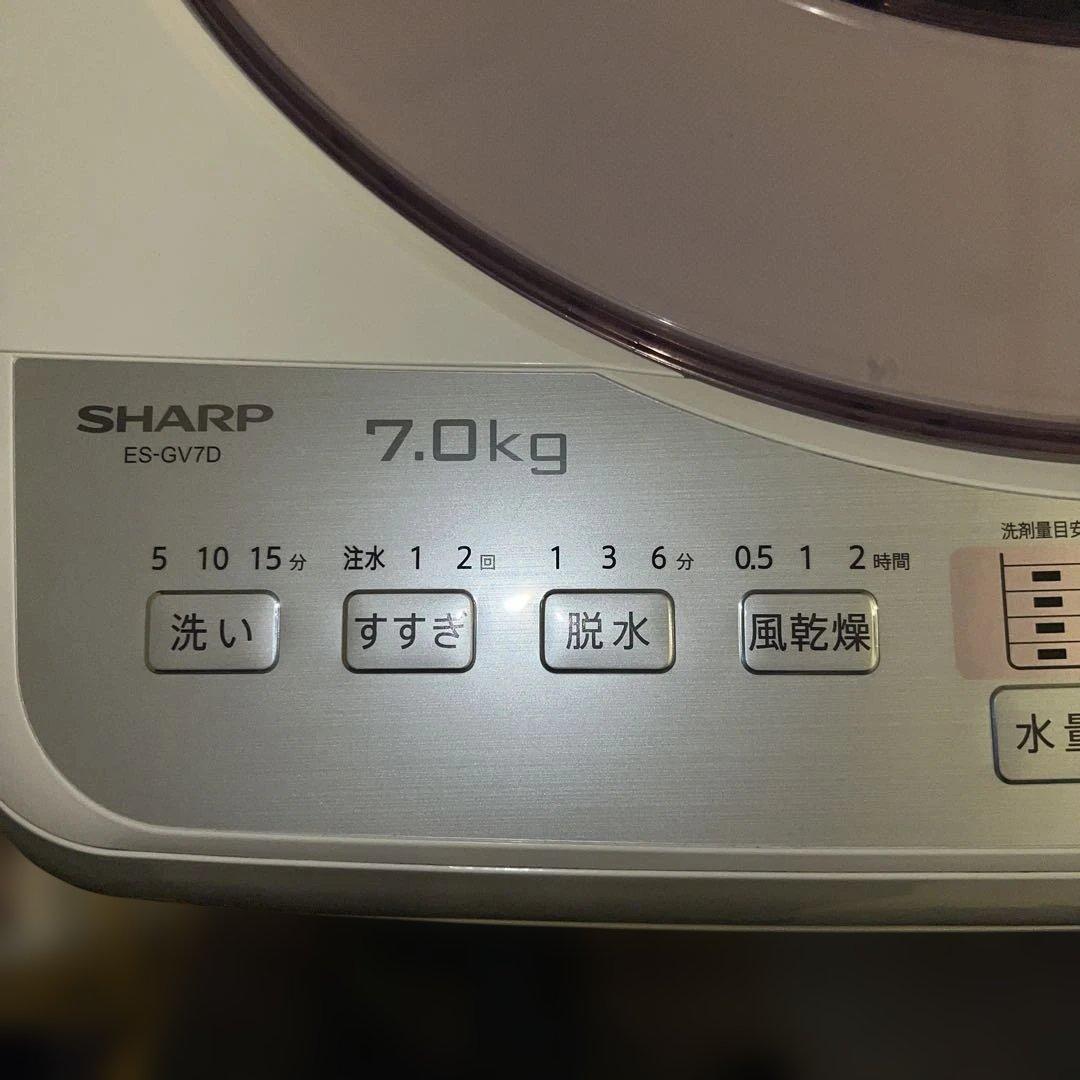 SHARP
ES-GV7D
7.0kg
5 10 15分 注水 1 2回 1 3 6分 0.5 1 2時間
洗剤量目安
洗い すすぎ 脱水 風乾燥
水量